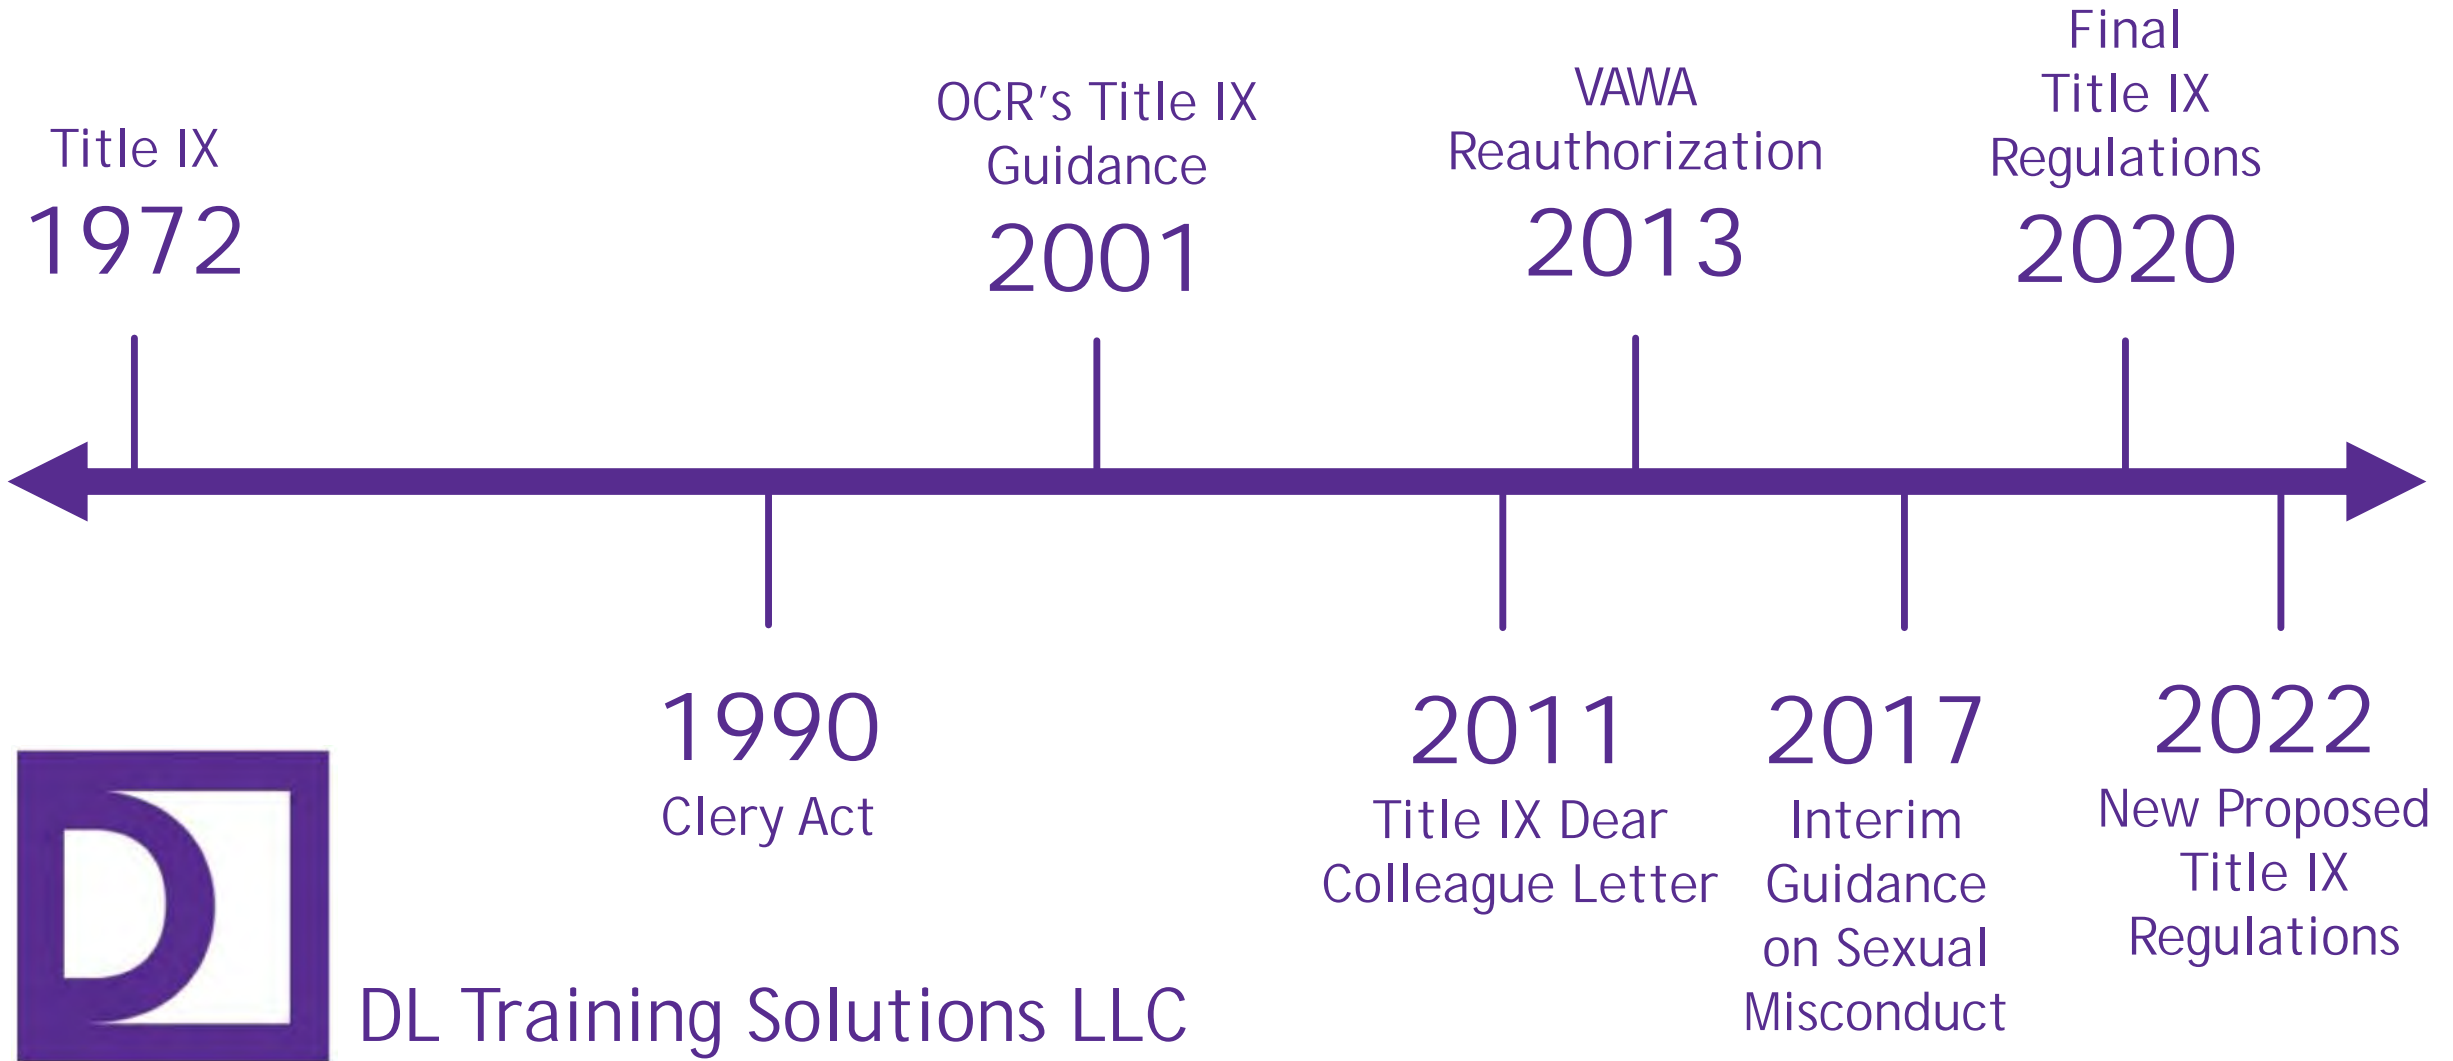 Title IX
1972
OCR's Title IX
Guidance
2001
VAWA
Reauthorization
2013
Final
Title IX
Regulations
2020
1990
Clery Act
2011
Title IX Dear
Colleague Letter
2017
Interim
Guidance
on Sexual
Misconduct
2022
New Proposed
Title IX
Regulations
D
DL Training Solutions LLC